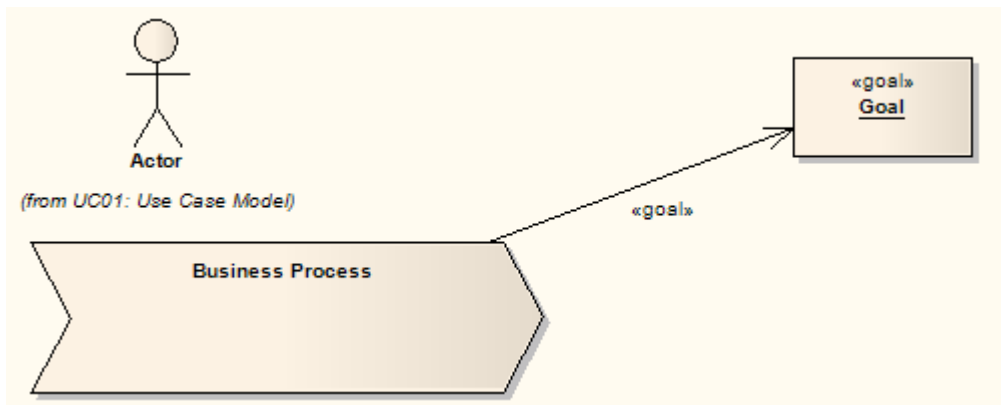 «goal»
Goal
Actor
(from UC01: Use Case Model)
«goal»
Business Process